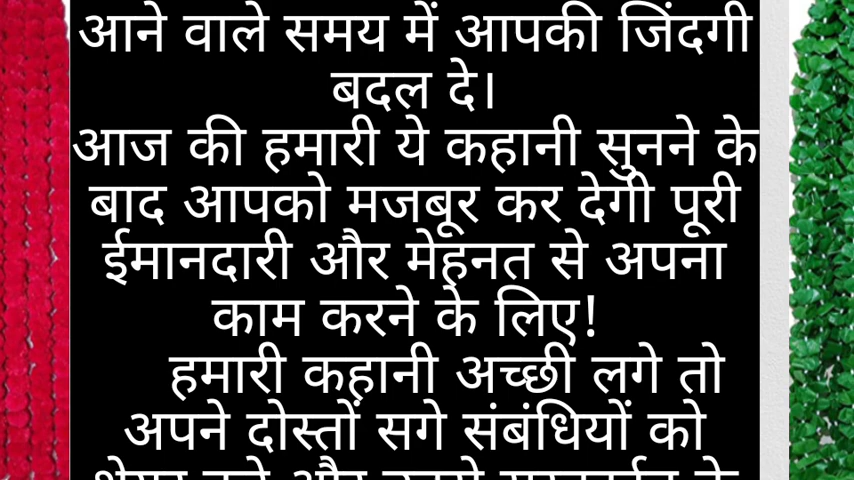 आने वाले समय में आपकी जिंदगी
बदल दे।
आज की हमारी ये कहानी सुनने के
बाद आपको मजबूर कर देगी पूरी
ईमानदारी और मेहनत से अपना
काम करने के लिए!
हमारी कहानी अच्छी लगे तो
अपने दोस्तों सगे संबंधियों को